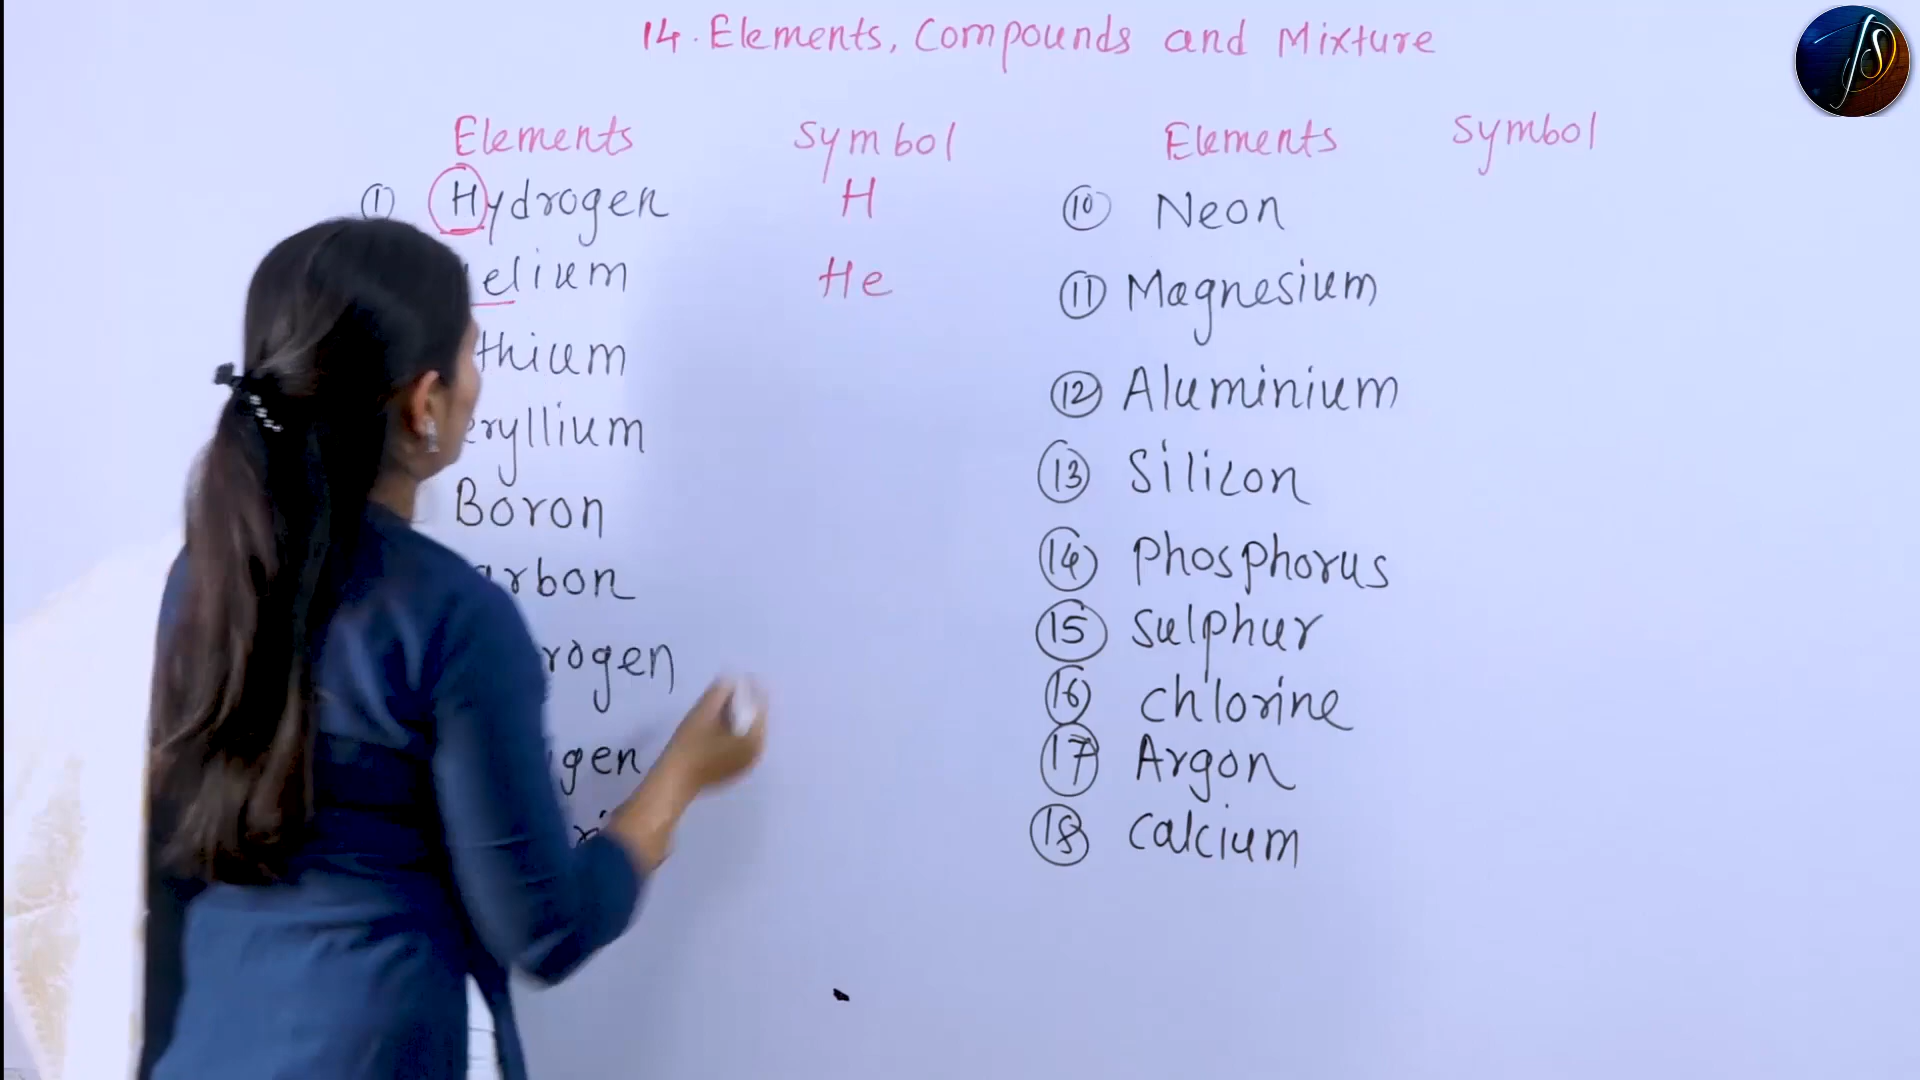 14. Elements, Compounds and Mixture
Elements Symbol
① Hydrogen H
elium He
thium
eryllium
Boron
arbon
rogen
gen
Elements Symbol
⑩ Neon
⑪ Magnesium
⑫ Aluminium
⑬ Silicon
⑭ Phosphorus
⑮ Sulphur
⑯ chlorine
⑰ Argon
⑱ Calcium